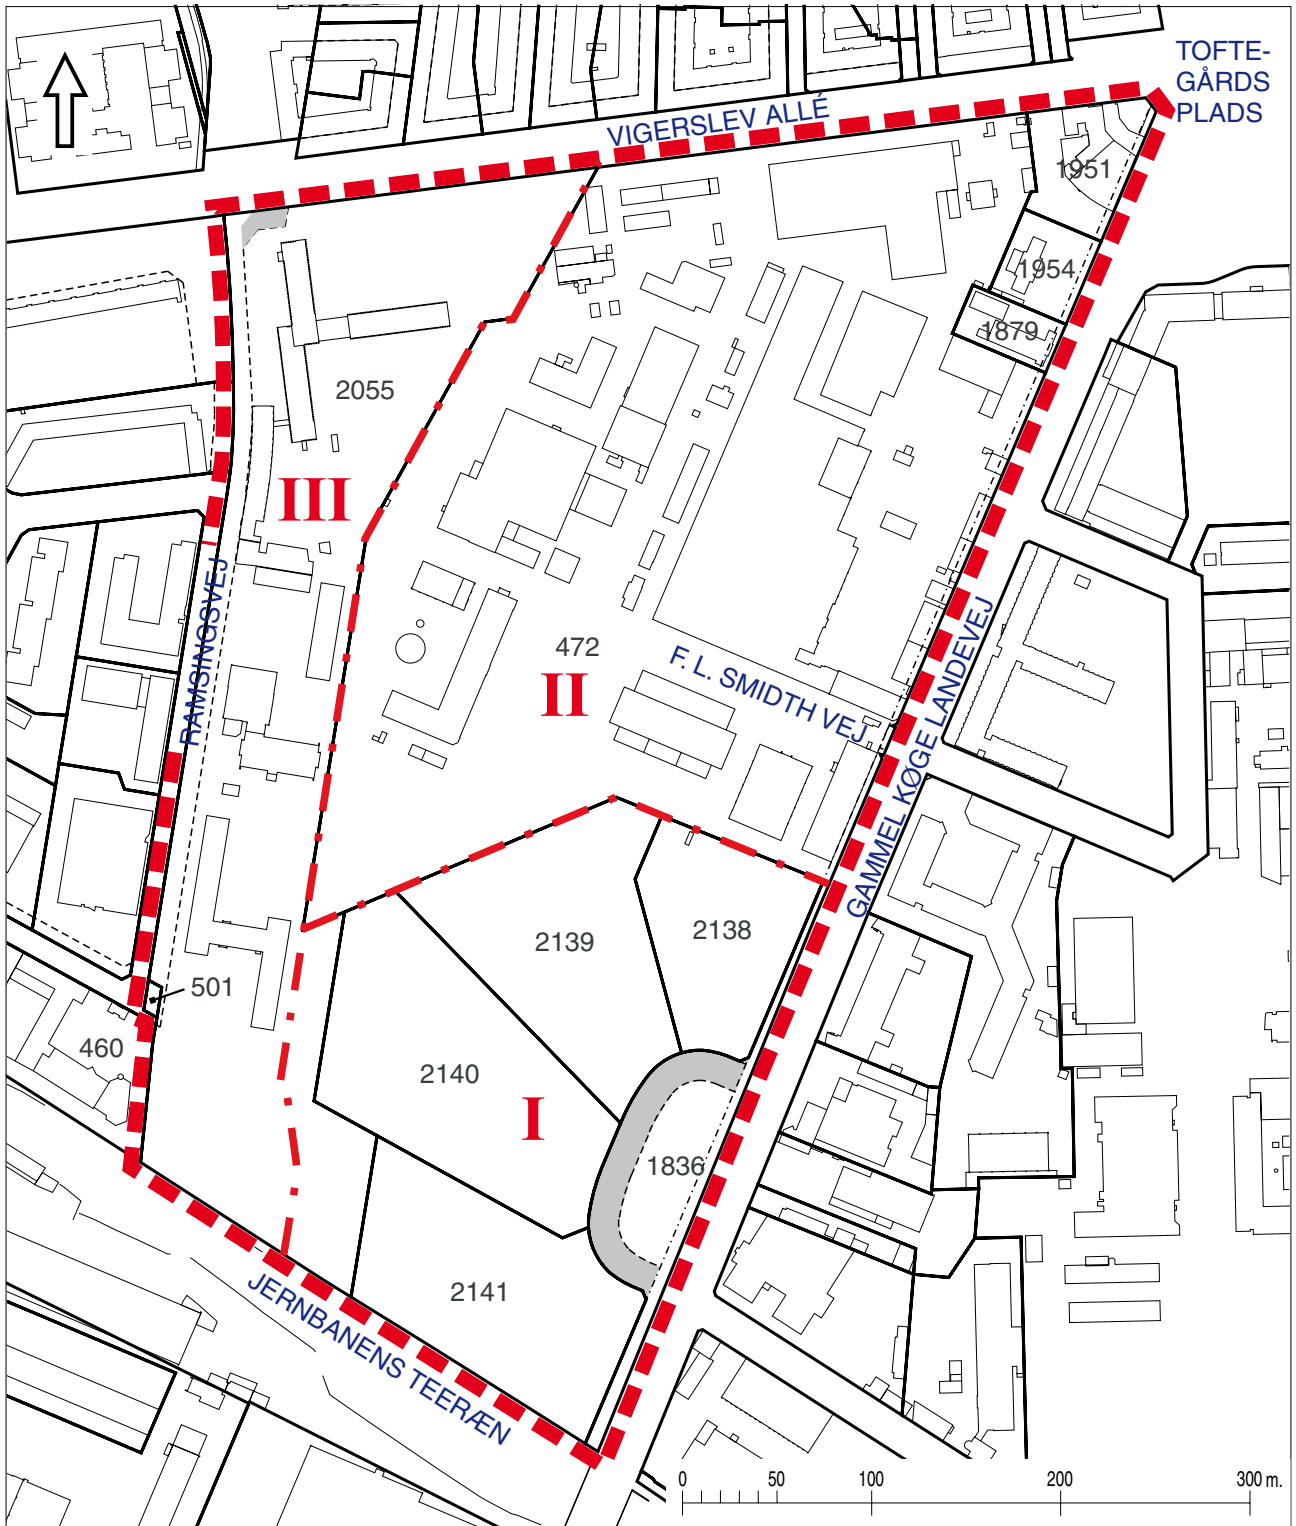 TOFTE-
GÅRDS
PLADS
VIGERSLEV ALLÉ
1951
1954
1879
2055
III
RAMSINGSVEJ
472
II
F. L. SMIDTH VEJ
GAMMEL KØGE LANDEVEJ
2139
2138
501
460
2140
I
1836
2141
JERNBANENS TEERÆN
0 50 100 200 300 m.